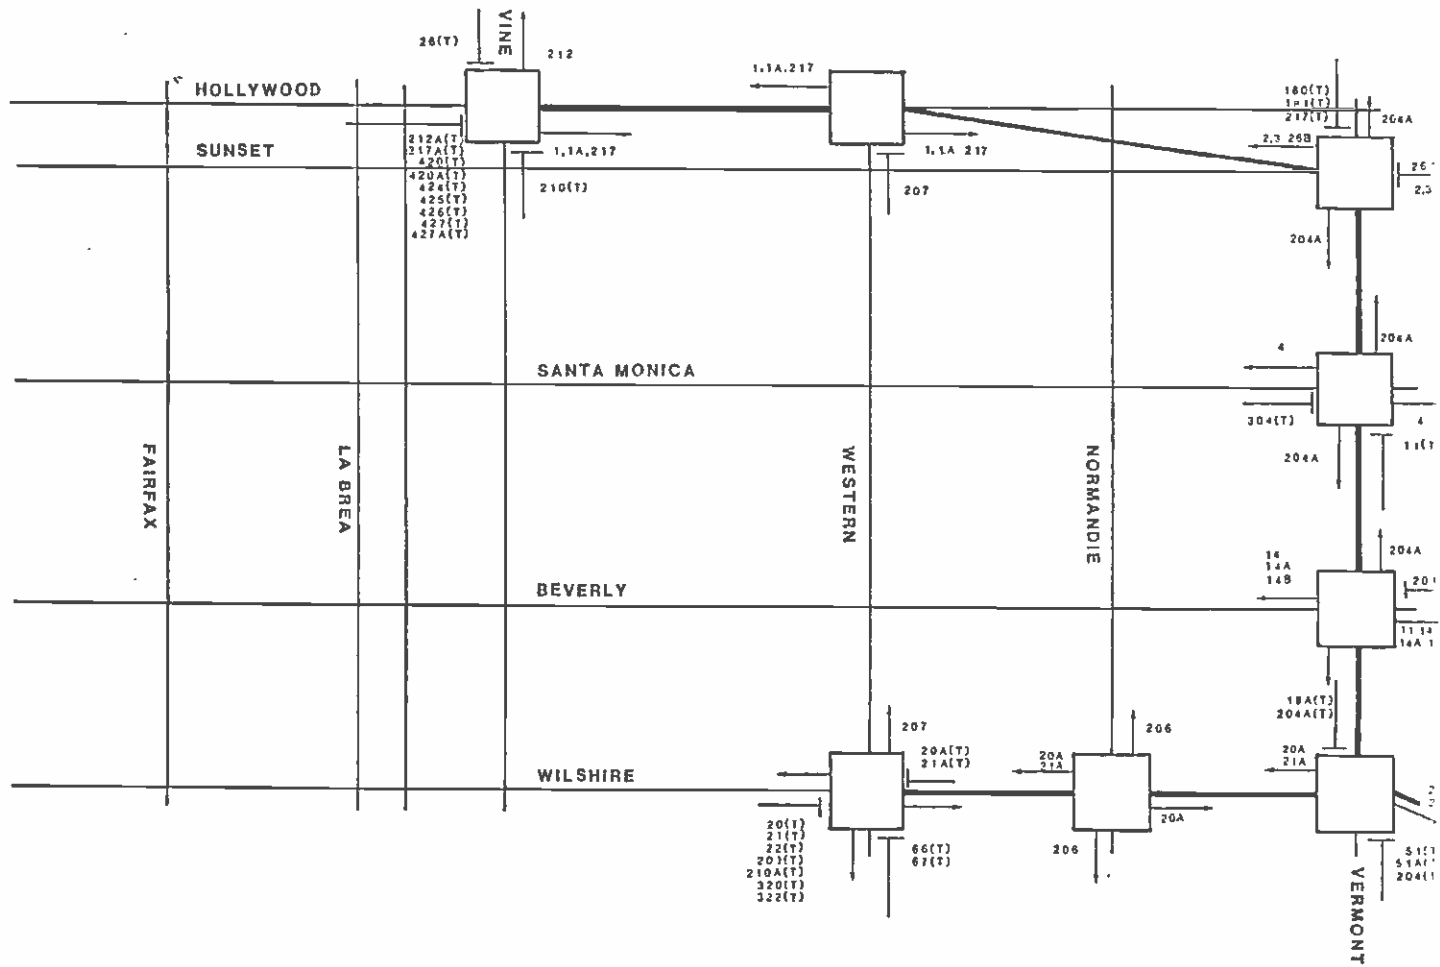 VINE
26(T)
212
HOLLYWOOD
1,1A,217
180(T)
181(T)
217(T)
204A
212A(T)
217A(T)
420(T)
420A(T)
424(T)
425(T)
426(T)
427(T)
427A(T)
1,1A,217
1,1A 217
2,3 26B
SUNSET
210(T)
207
204A
SANTA MONICA
4
204A
304(T)
4
204A
FAIRFAX
LA BREA
WESTERN
NORMANDIE
BEVERLY
14
14A
14B
204A
11 14
18A(T)
204A(T)
WILSHIRE
207
20A(T)
21A(T)
20A
21A
206
20A
21A
20(T)
21(T)
22(T)
210A(T)
320(T)
322(T)
66(T)
67(T)
206
20A
VERMONT